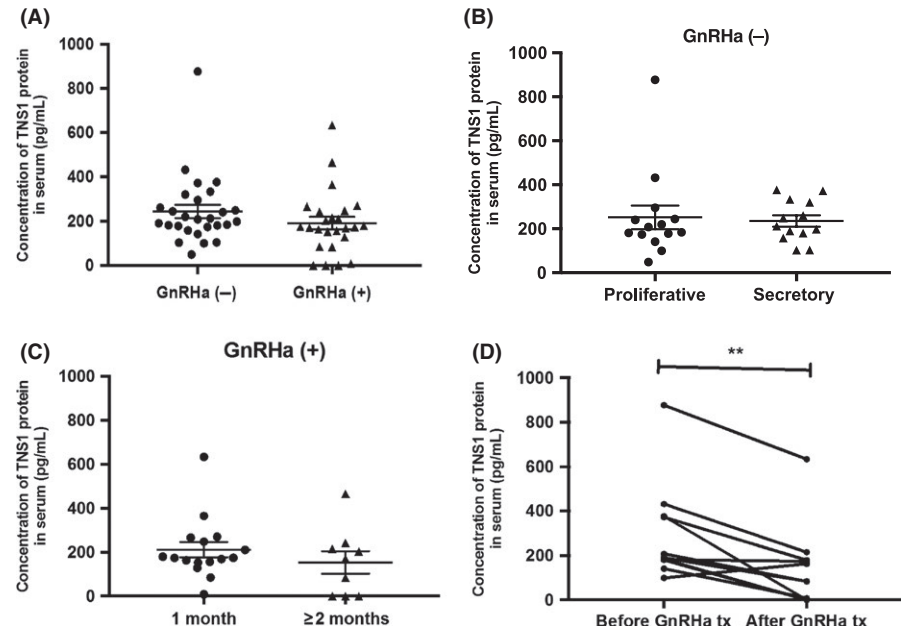 (A)
Concentration of TNS1 protein
in serum (pg/mL)
1000
800
600
400
200
0
GnRHa (−)
GnRHa (+)
(B)
GnRHa (−)
Concentration of TNS1 protein
in serum (pg/mL)
1000
800
600
400
200
0
Proliferative
Secretory
(C)
GnRHa (+)
Concentration of TNS1 protein
in serum (pg/mL)
1000
800
600
400
200
0
1 month
≥2 months
(D)
**
Concentration of TNS1 protein
in serum (pg/mL)
1000
800
600
400
200
0
Before GnRHa tx
After GnRHa tx